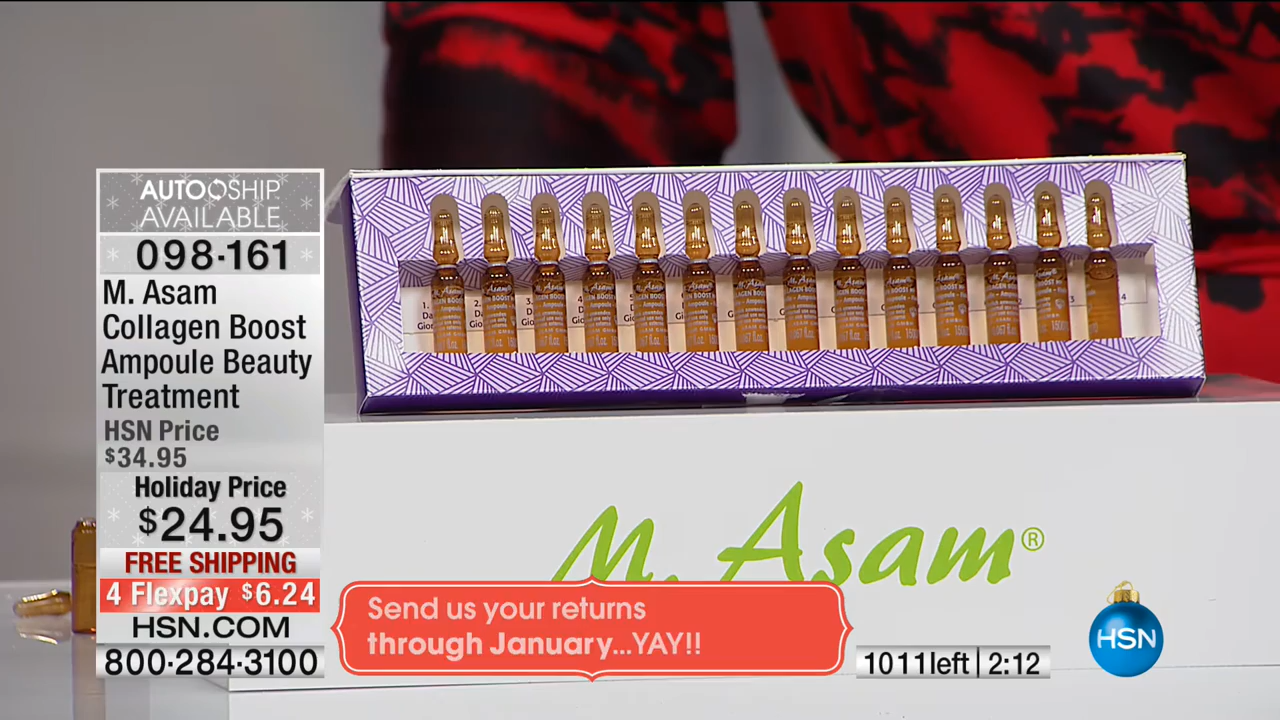 AUTO SHIP
AVAILABLE
098·161
M. Asam
Collagen Boost
Ampoule Beauty
Treatment
HSN Price
$34.95
Holiday Price
$24.95
FREE SHIPPING
4 Flexpay $6.24
HSN.COM
800·284·3100
M. Asam®
Send us your returns
through January...YAY!!
1011left | 2:12
HSN